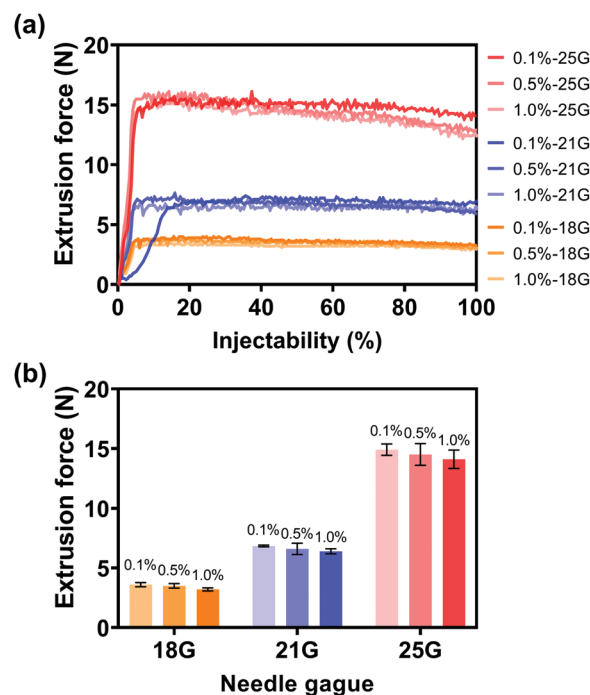 (a)
Extrusion force (N)
20
15
10
5
0
0 20 40 60 80 100
Injectability (%)
0.1%-25G
0.5%-25G
1.0%-25G
0.1%-21G
0.5%-21G
1.0%-21G
0.1%-18G
0.5%-18G
1.0%-18G
(b)
Extrusion force (N)
20
15
10
5
0
0.1% 0.5% 1.0%
0.1% 0.5% 1.0%
0.1% 0.5% 1.0%
18G 21G 25G
Needle gague